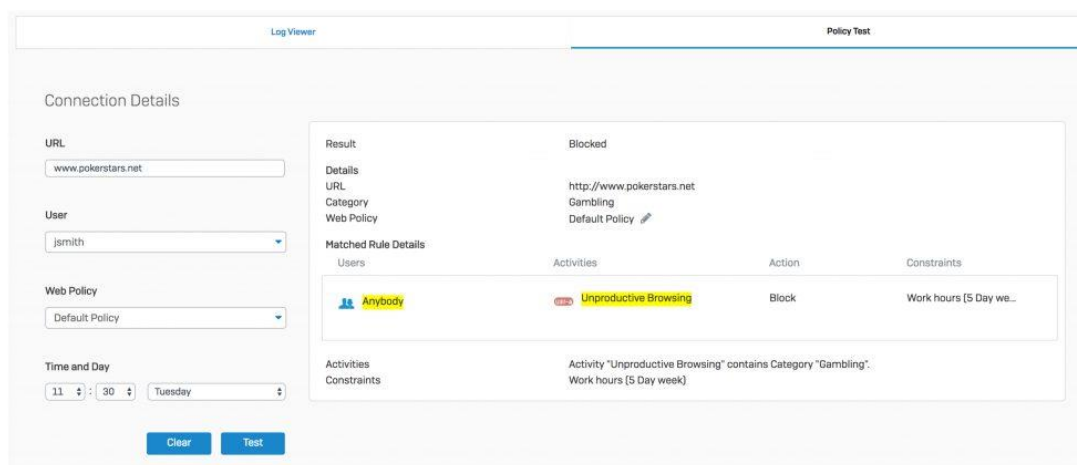 Log Viewer
Policy Test
Connection Details
URL
www.pokerstars.net
User
jsmith
Web Policy
Default Policy
Time and Day
11 : 30 Tuesday
Clear Test
Result Blocked
Details
URL http://www.pokerstars.net
Category Gambling
Web Policy Default Policy
Matched Rule Details
Users Activities Action Constraints
Anybody Unproductive Browsing Block Work hours (5 Day we...
Activities Activity "Unproductive Browsing" contains Category "Gambling".
Constraints Work hours (5 Day week)